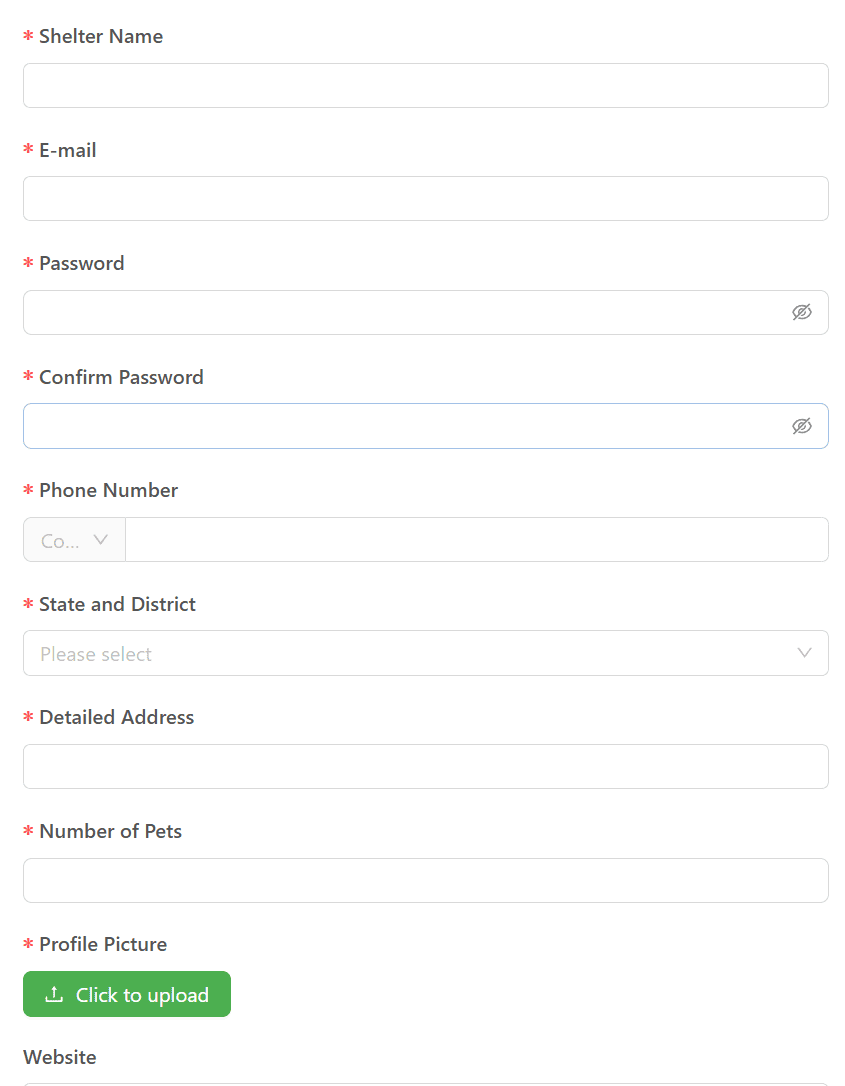 * Shelter Name
* E-mail
* Password
* Confirm Password
* Phone Number
Co...
* State and District
Please select
* Detailed Address
* Number of Pets
* Profile Picture
Click to upload
Website